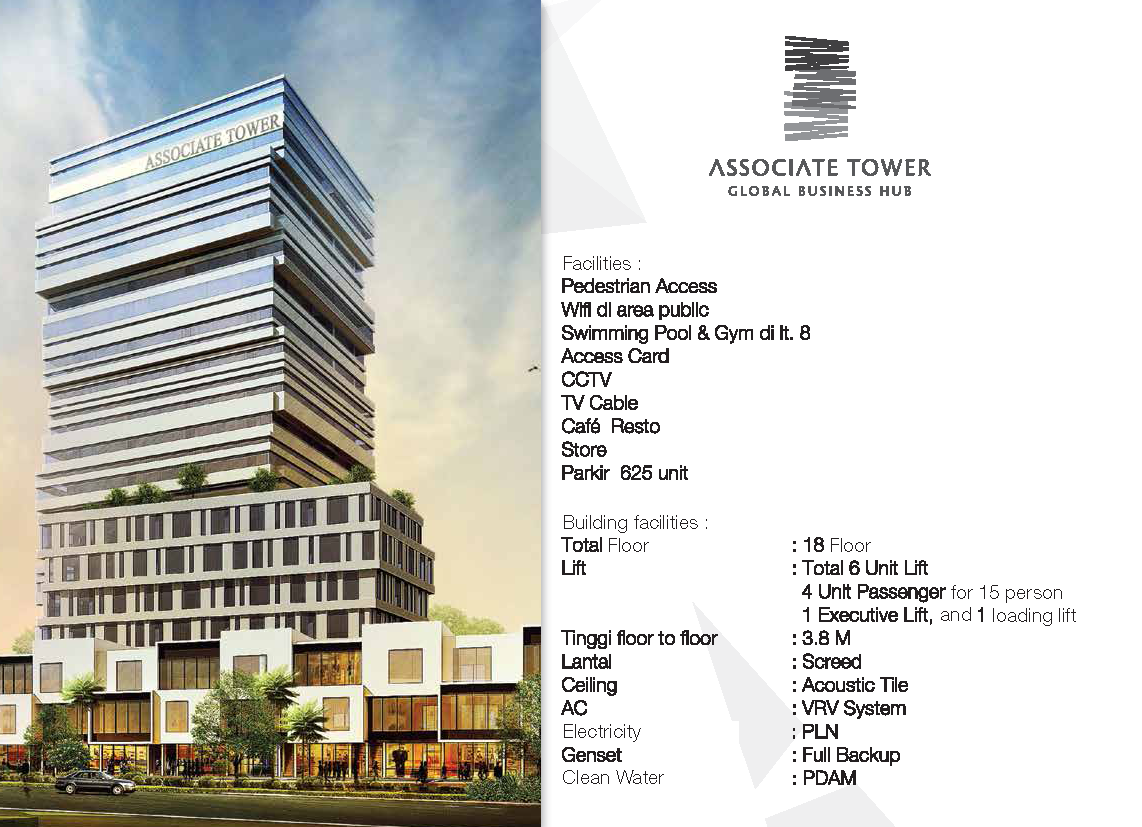 ASSOCIATE TOWER
ASSOCIATE TOWER
GLOBAL BUSINESS HUB
Facilities :
Pedestrian Access
Wifi di area public
Swimming Pool & Gym di lt. 8
Access Card
CCTV
TV Cable
Café Resto
Store
Parkir 625 unit
Building facilities :
Total Floor : 18 Floor
Lift : Total 6 Unit Lift
4 Unit Passenger for 15 person
1 Executive Lift, and 1 loading lift
Tinggi floor to floor : 3.8 M
Lantai : Screed
Ceiling : Acoustic Tile
AC : VRV System
Electricity : PLN
Genset : Full Backup
Clean Water : PDAM